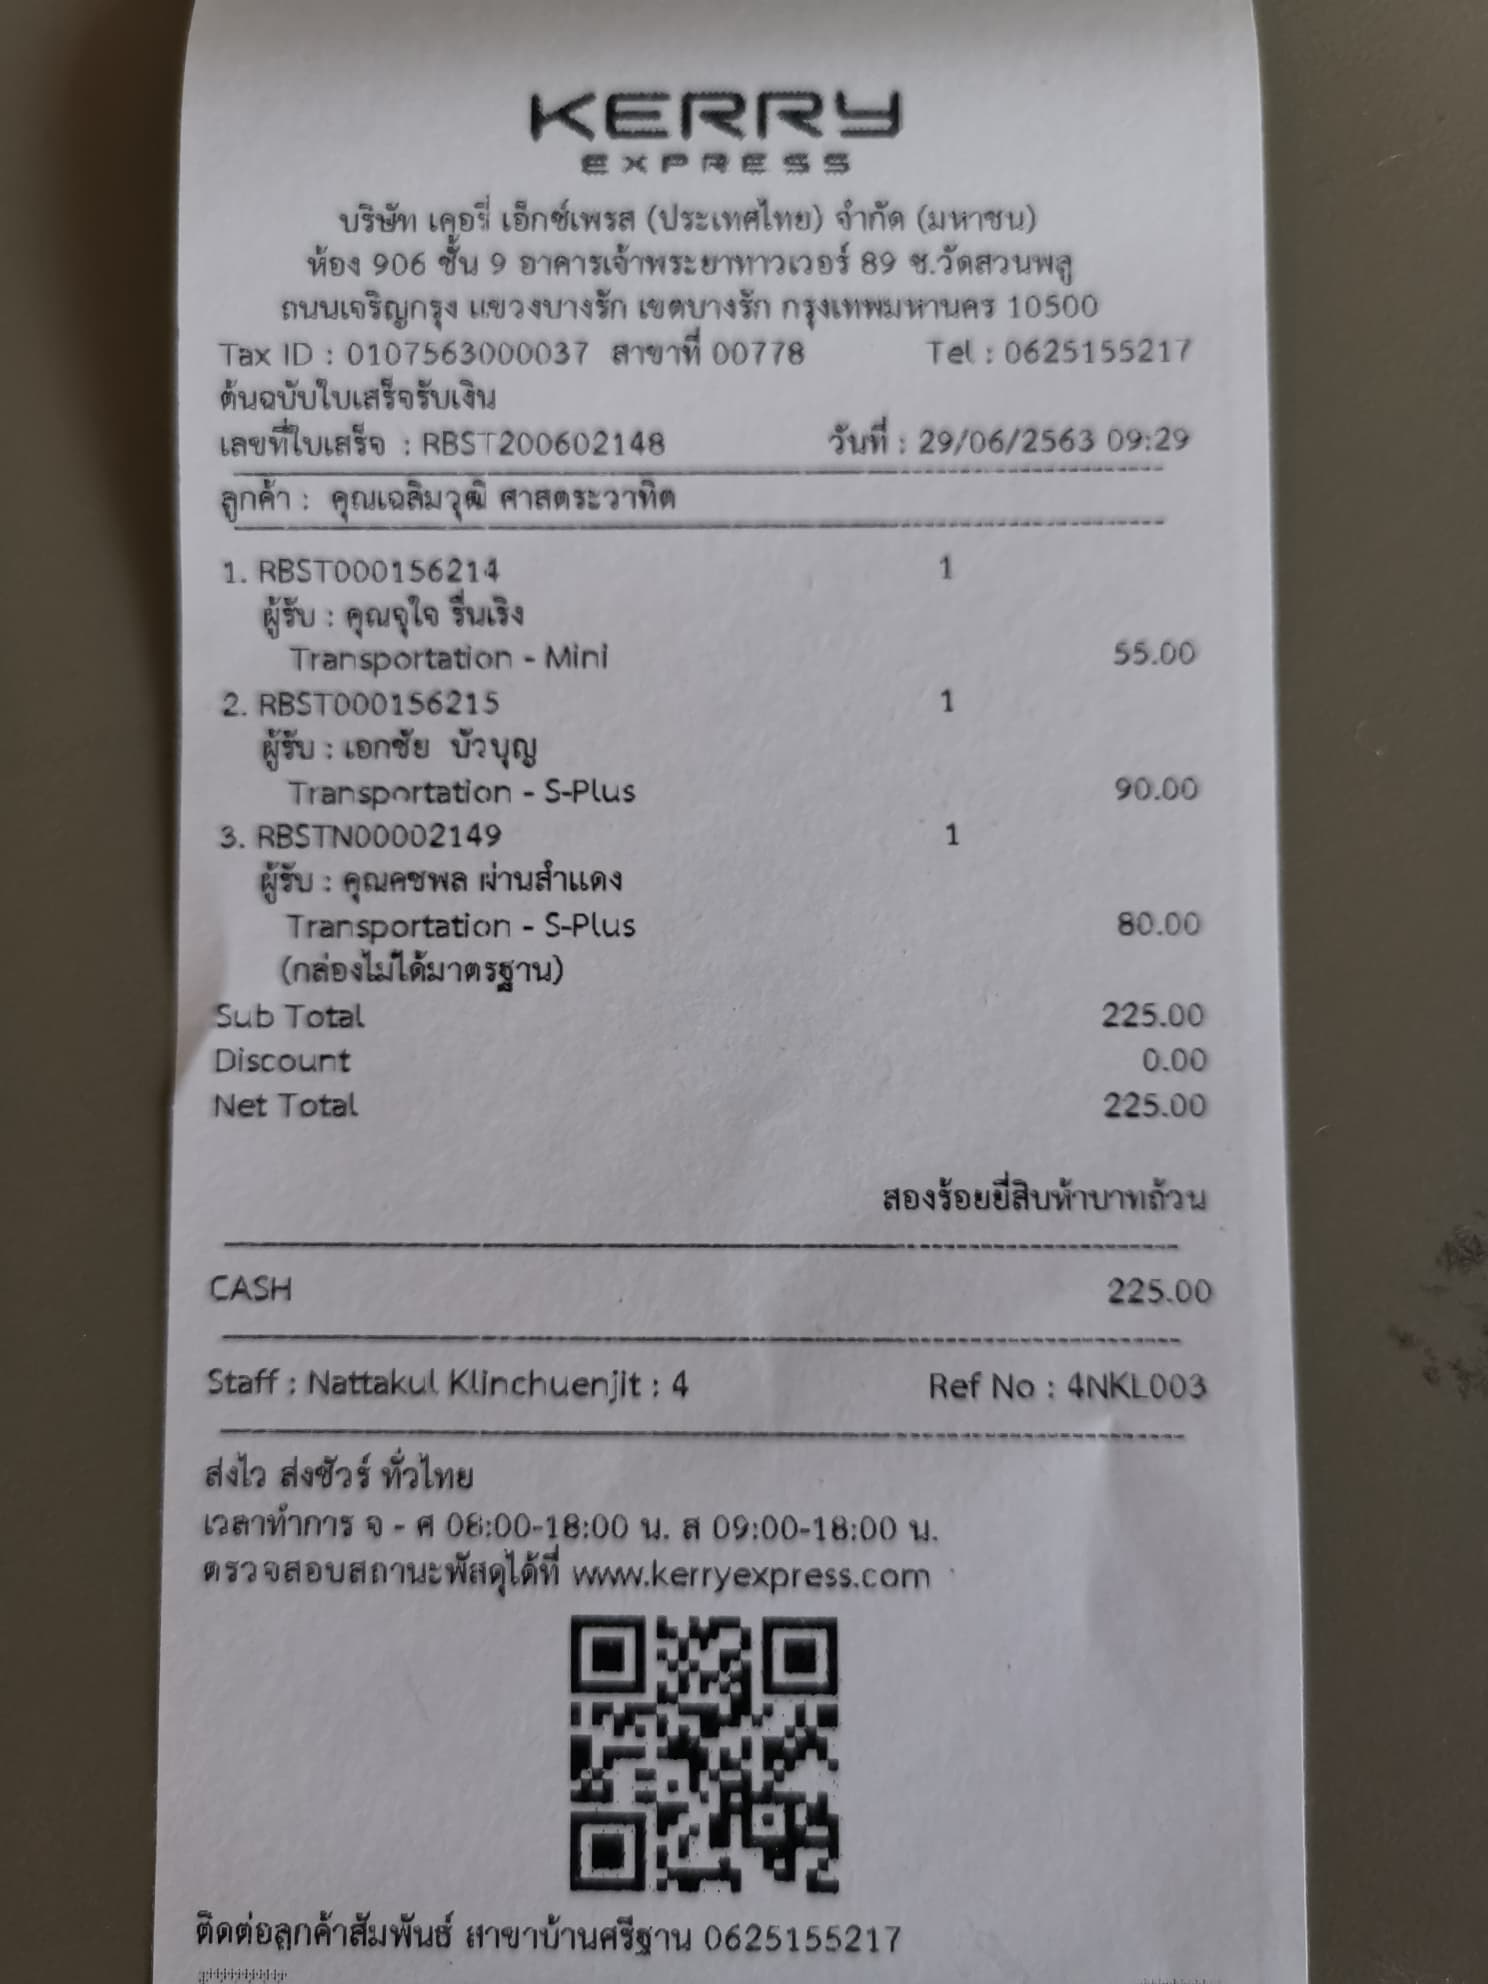 KERRY
EXPRESS
บริษัท เคอรี่ เอ็กซ์เพรส (ประเทศไทย) จำกัด (มหาชน)
ห้อง 906 ชั้น 9 อาคารเจ้าพระยาทาวเวอร์ 89 ซ.วัดสวนพลู
ถนนเจริญกรุง แขวงบางรัก เขตบางรัก กรุงเทพมหานคร 10500
Tax ID : 0107563000037 สาขาที่ 00778 Tel : 0625155217
ต้นฉบับใบเสร็จรับเงิน
เลขที่ใบเสร็จ : RBST200602148 วันที่ : 29/06/2563 09:29
ลูกค้า : คุณเฉลิมวุฒิ ศาสตระวาทิต
1. RBST000156214 1
ผู้รับ : คุณจุใจ รื่นเริง
Transportation - Mini 55.00
2. RBST000156215 1
ผู้รับ : เอกชัย บัวบุญ
Transportation - S-Plus 90.00
3. RBSTN00002149 1
ผู้รับ : คุณคชพล ผ่านสำแดง
Transportation - S-Plus 80.00
(กล่องไม่ได้มาตรฐาน)
Sub Total 225.00
Discount 0.00
Net Total 225.00
สองร้อยยี่สิบห้าบาทถ้วน
CASH 225.00
Staff : Nattakul Klinchuenjit : 4 Ref No : 4NKL003
ส่งไว ส่งชัวร์ ทั่วไทย
เวลาทำการ จ - ศ 08:00-18:00 น. ส 09:00-18:00 น.
ตรวจสอบสถานะพัสดุได้ที่ www.kerryexpress.com
ติดต่อลูกค้าสัมพันธ์ สาขาบ้านศรีฐาน 0625155217